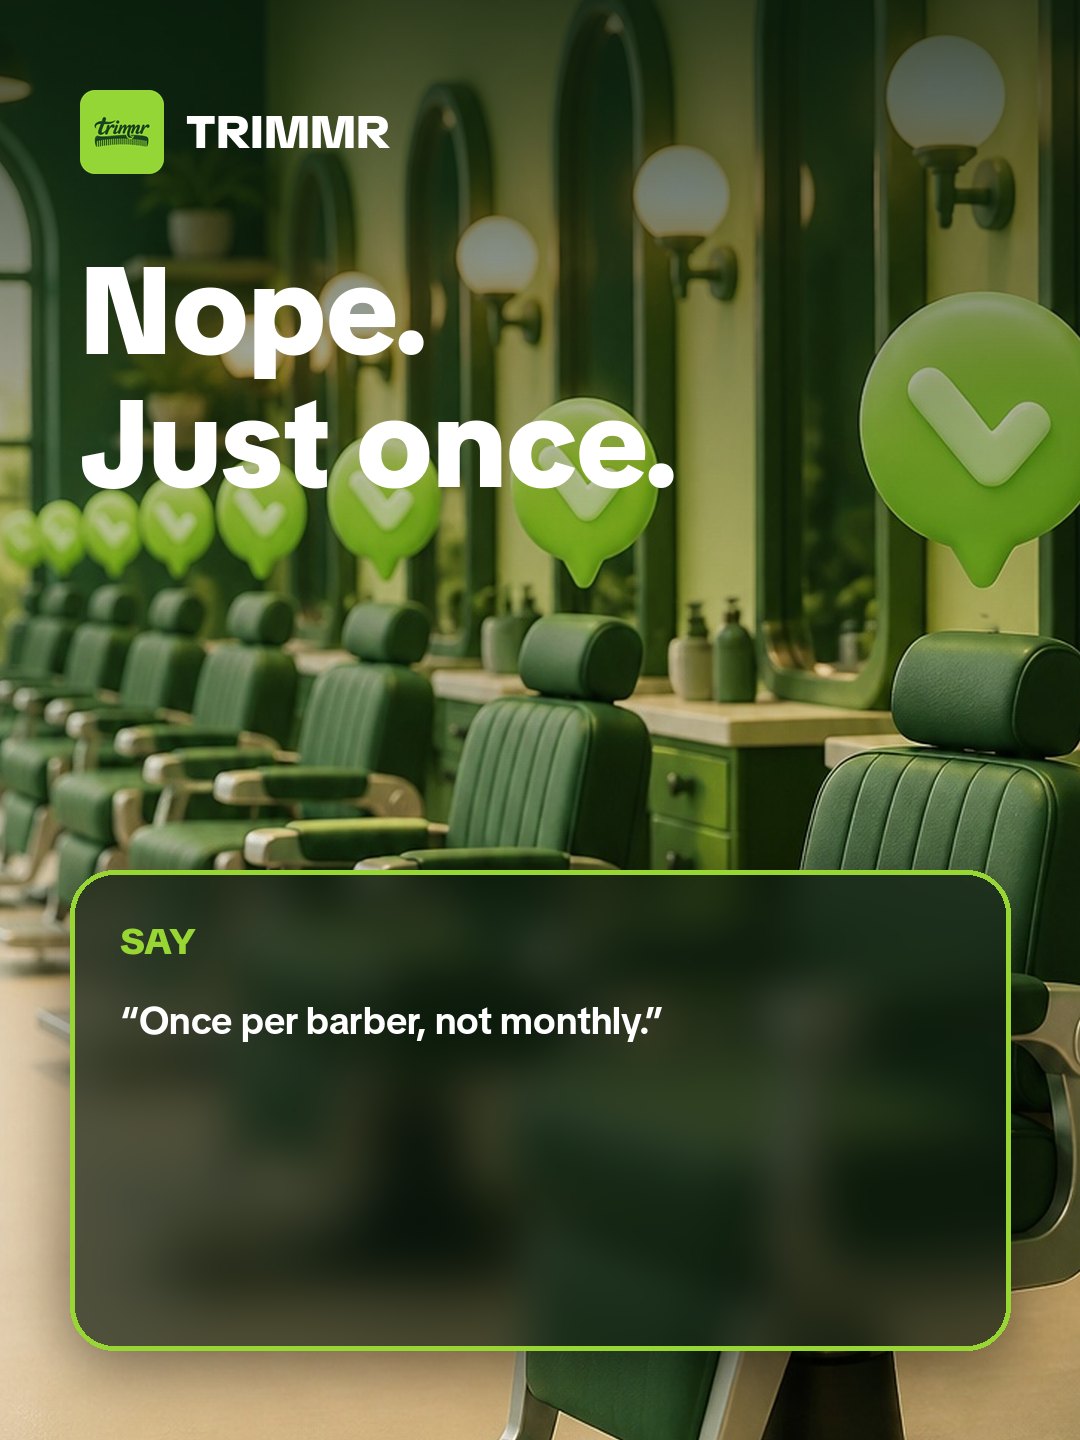 trimmr
TRIMMR
Nope.
Just once.
SAY
“Once per barber, not monthly.”